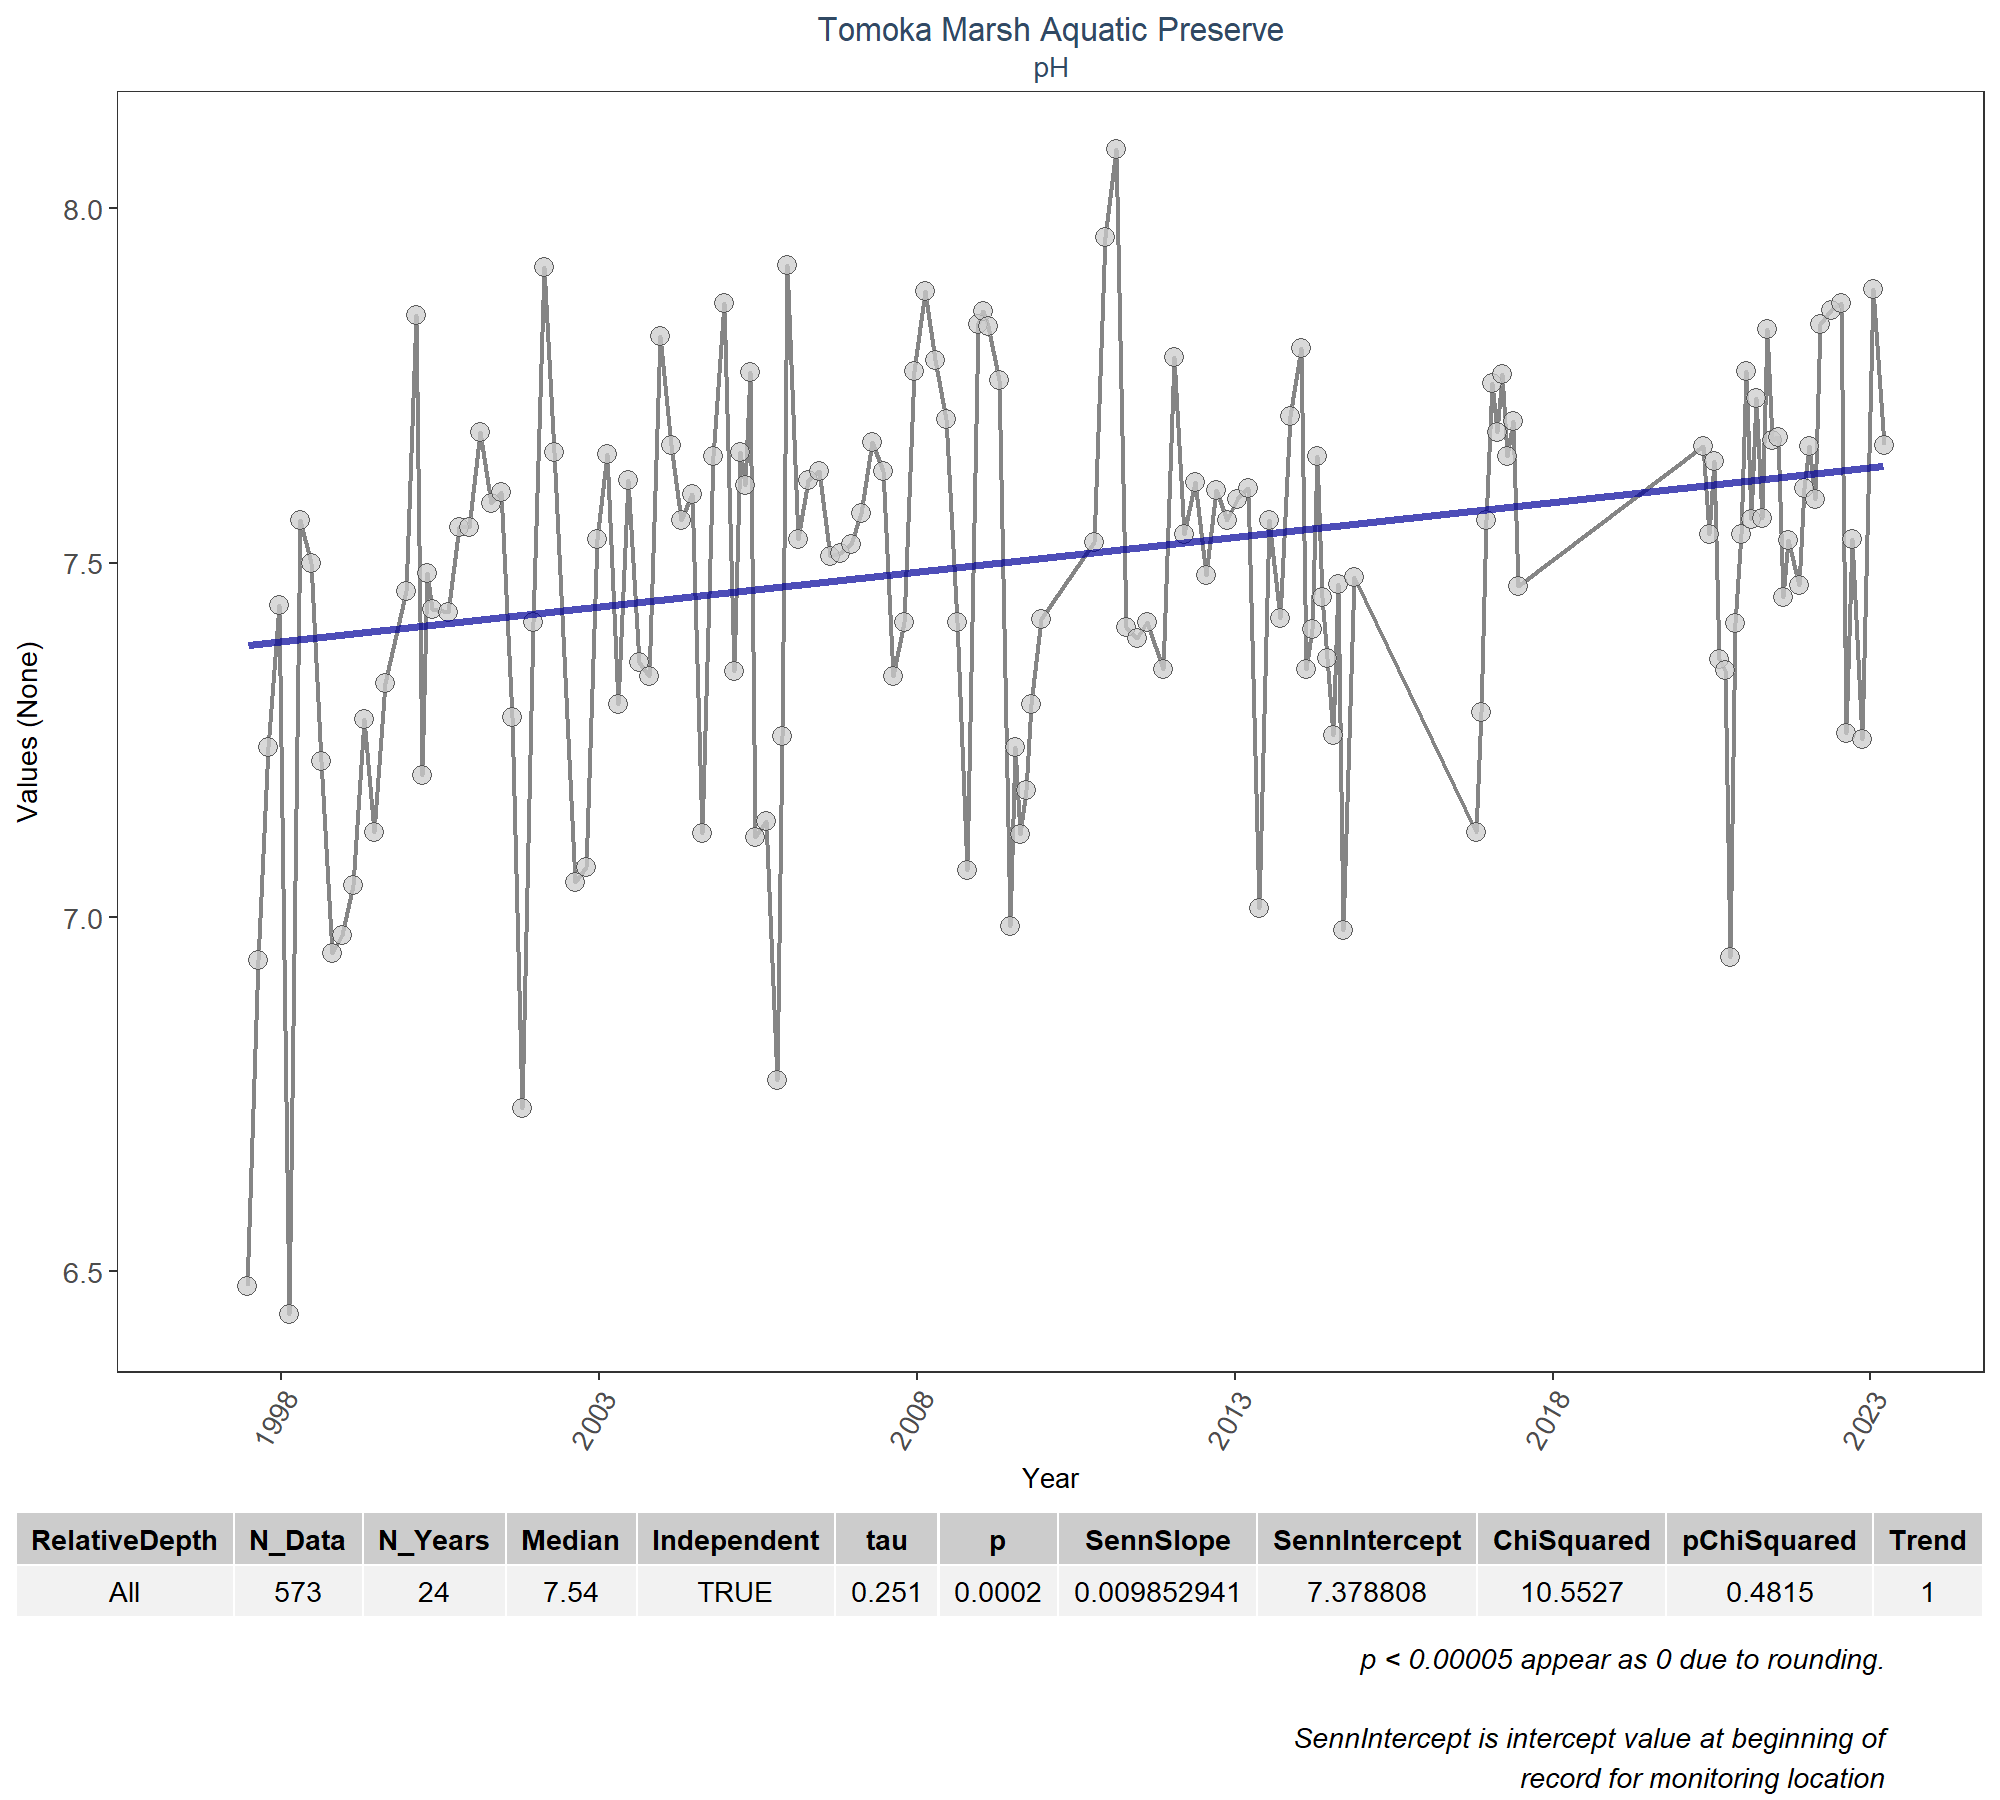 Tomoka Marsh Aquatic Preserve
pH
Values (None)
8.0
7.5
7.0
6.5
1998
2003
2008
2013
2018
2023
Year
RelativeDepth N_Data N_Years Median Independent tau p SennSlope SennIntercept ChiSquared pChiSquared Trend
All 573 24 7.54 TRUE 0.251 0.0002 0.009852941 7.378808 10.5527 0.4815 1
p < 0.00005 appear as 0 due to rounding.
SennIntercept is intercept value at beginning of
record for monitoring location